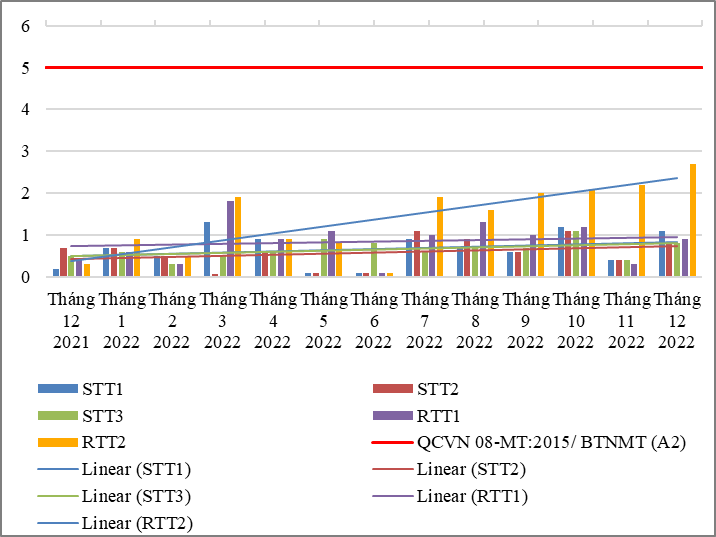 6
5
4
3
2
1
0
Tháng Tháng Tháng Tháng Tháng Tháng Tháng Tháng Tháng Tháng Tháng Tháng Tháng
12 1 2 3 4 5 6 7 8 9 10 11 12
2021 2022 2022 2022 2022 2022 2022 2022 2022 2022 2022 2022 2022
STT1 STT2
STT3 RTT1
RTT2 QCVN 08-MT:2015/ BTNMT (A2)
Linear (STT1) Linear (STT2)
Linear (STT3) Linear (RTT1)
Linear (RTT2)